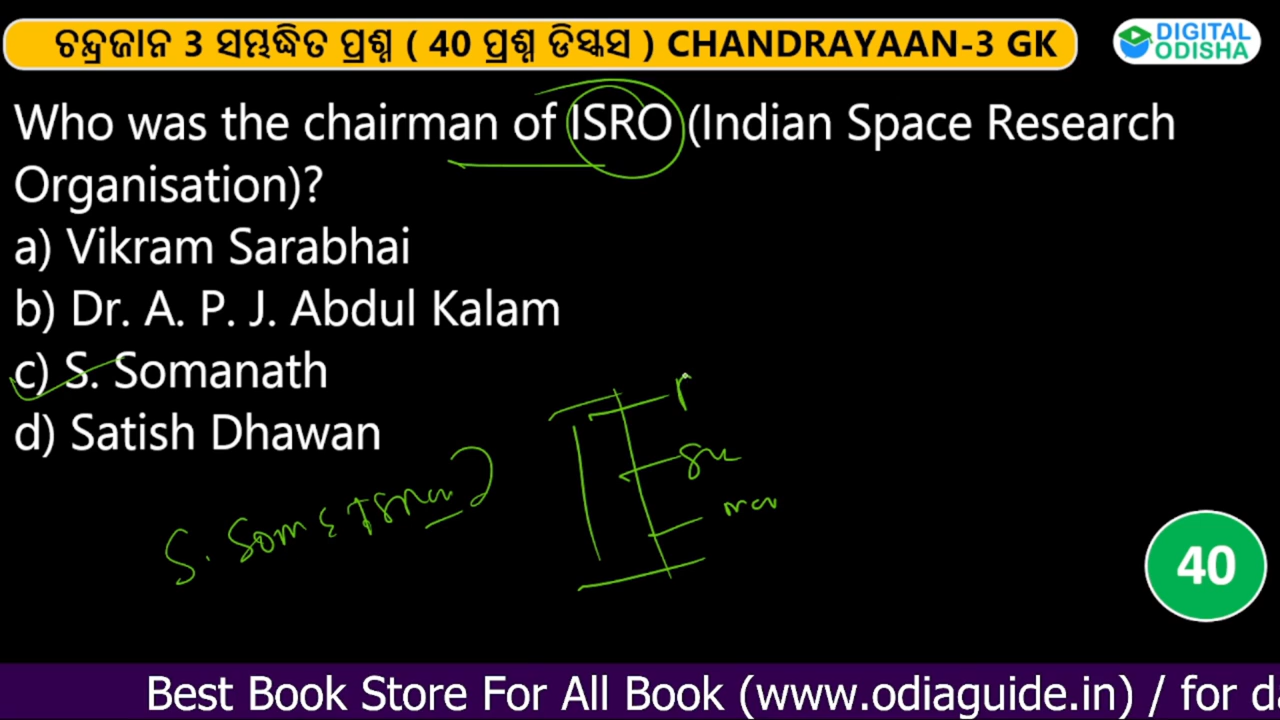 ଚନ୍ଦ୍ରଜାନ 3 ସମ୍ଭନ୍ଧିତ ପ୍ରଶ୍ନ ( 40 ପ୍ରଶ୍ନ ଡିସ୍କସ ) CHANDRAYAAN-3 GK
DIGITAL
ODISHA
Who was the chairman of ISRO (Indian Space Research
Organisation)?
a) Vikram Sarabhai
b) Dr. A. P. J. Abdul Kalam
c) S. Somanath
d) Satish Dhawan
40
Best Book Store For All Book (www.odiaguide.in) / for d